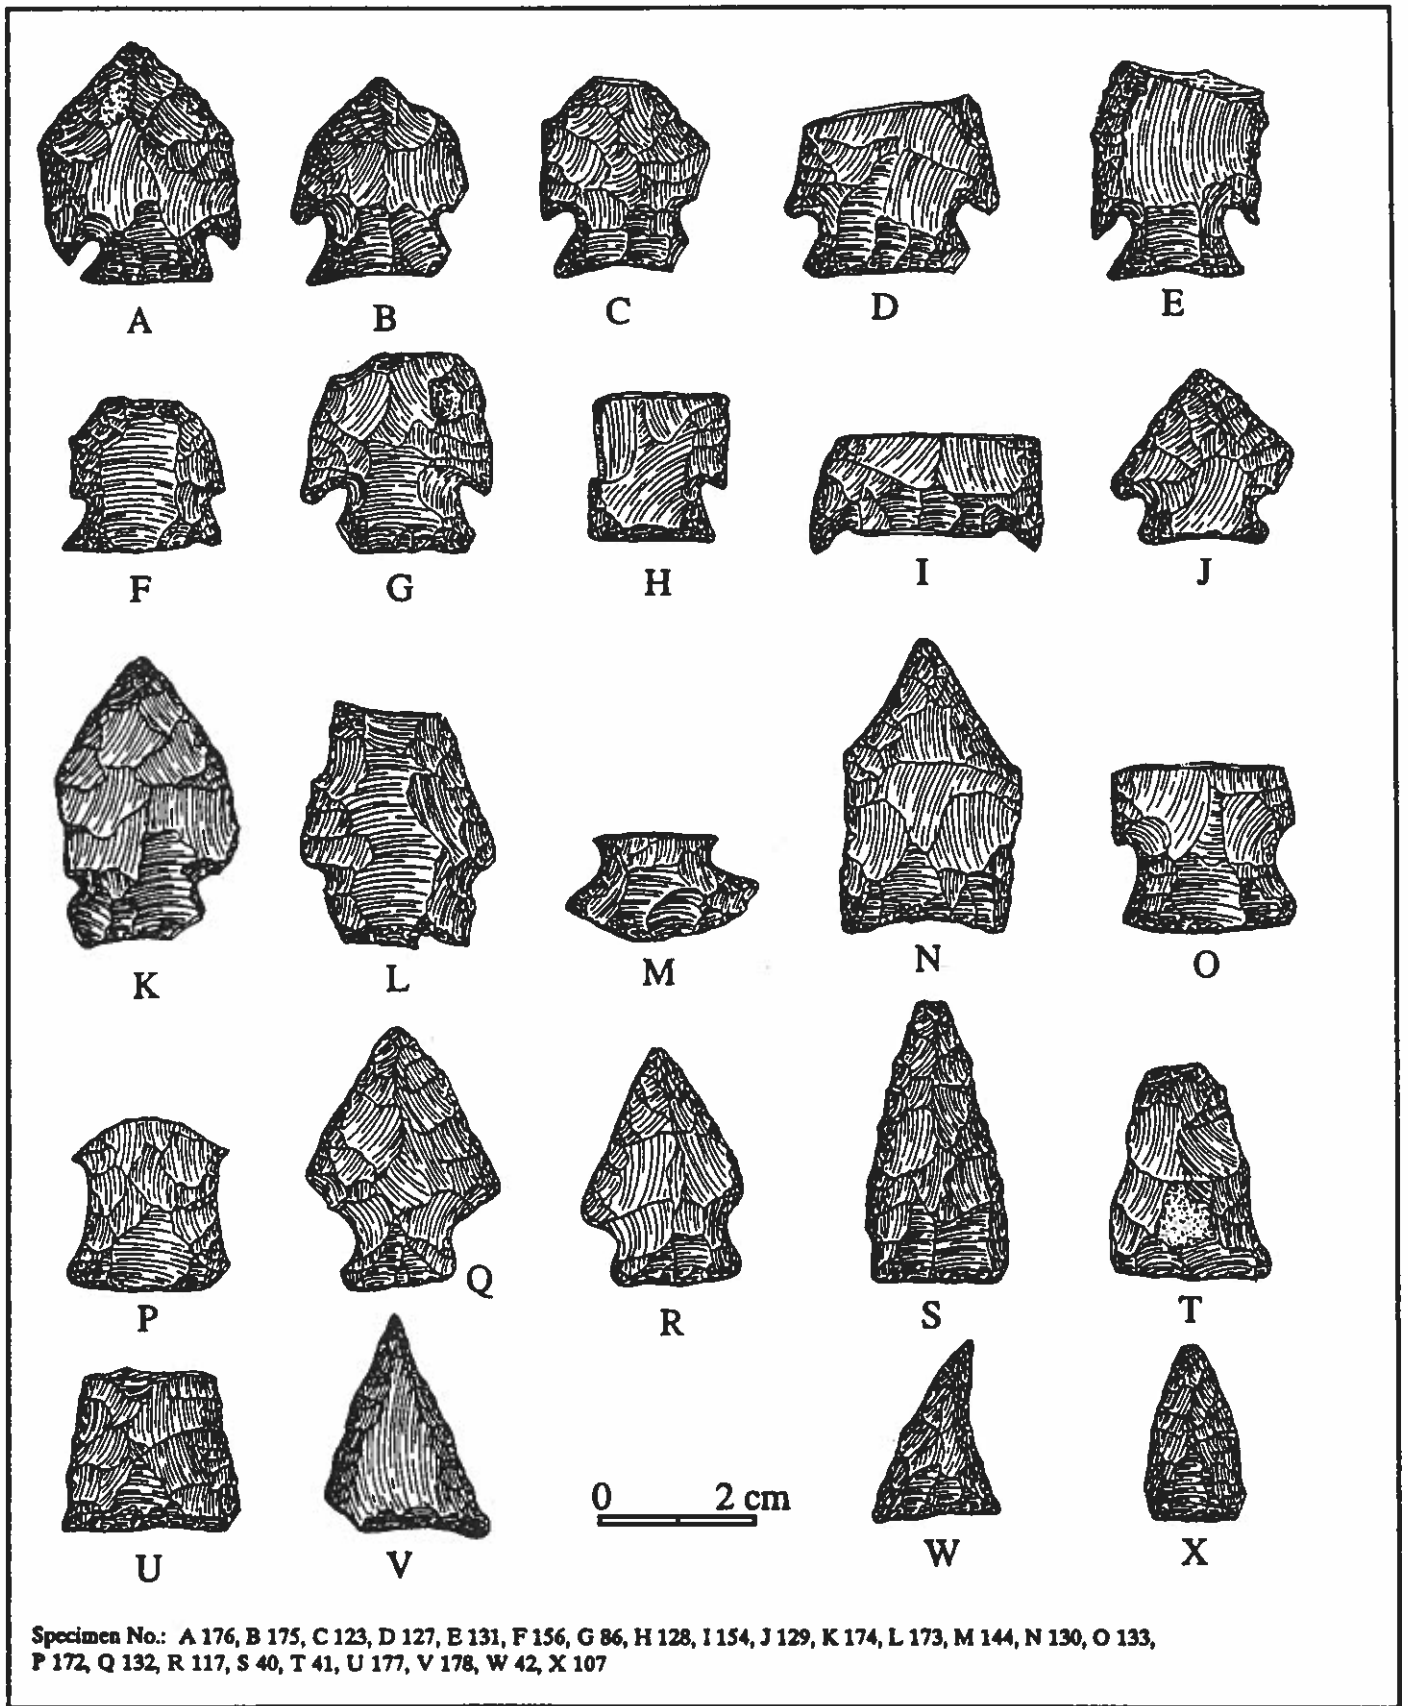 A B C D E
F G H I J
K L M N O
P Q R S T
0 2 cm
U V W X
Specimen No.: A 176, B 175, C 123, D 127, E 131, F 156, G 86, H 128, I 154, J 129, K 174, L 173, M 144, N 130, O 133,
P 172, Q 132, R 117, S 40, T 41, U 177, V 178, W 42, X 107